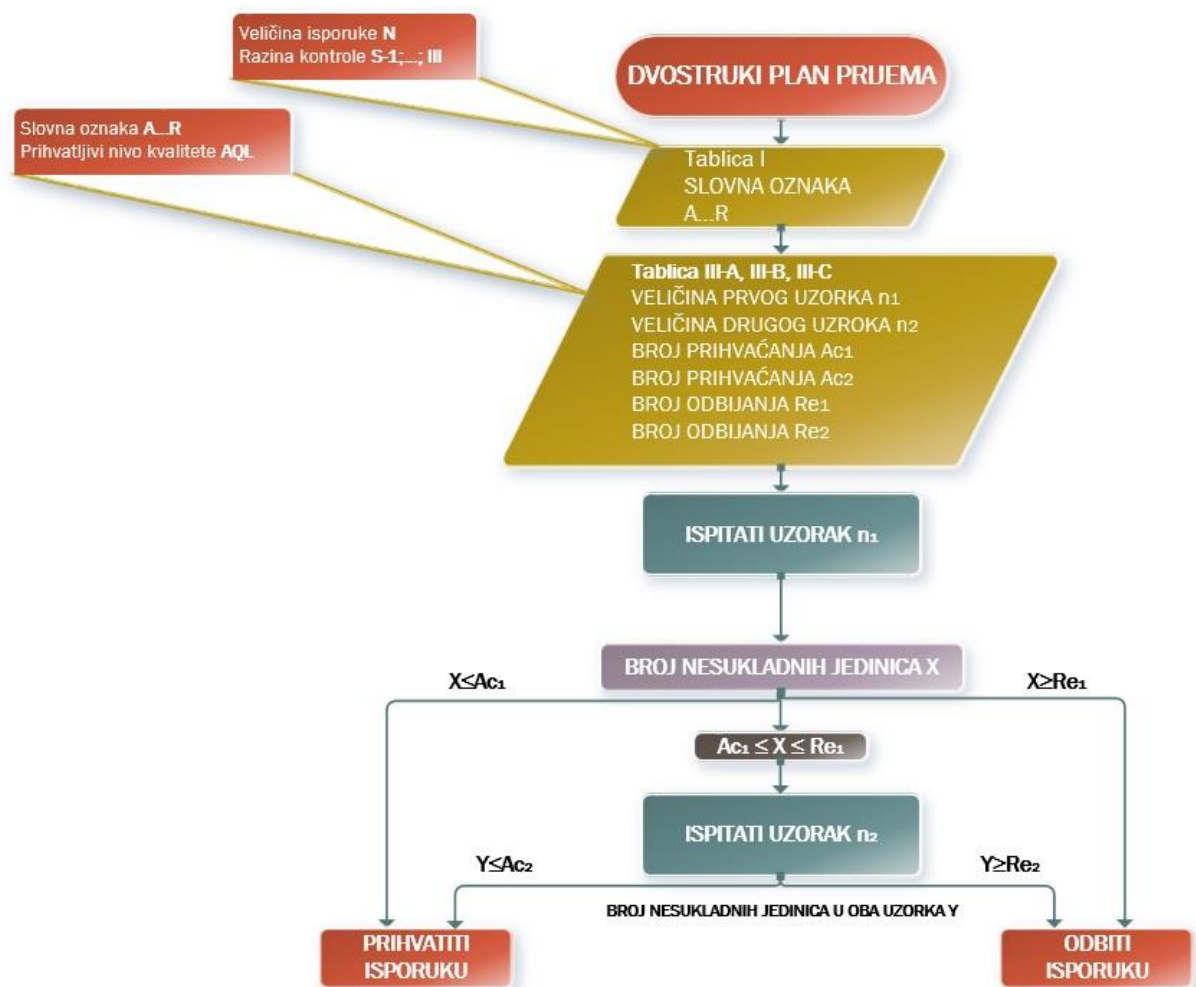 Veličina isporuke N
Razina kontrole S-1;...; III
DVOSTRUKI PLAN PRIJEMA
Slovna oznaka A...R
Prihvatljivi nivo kvalitete AQL
Tablica I
SLOVNA OZNAKA
A...R
Tablica III-A, III-B, III-C
VELIČINA PRVOG UZORKA n₁
VELIČINA DRUGOG UZROKA n₂
BROJ PRIHVAĆANJA Ac₁
BROJ PRIHVAĆANJA Ac₂
BROJ ODBIJANJA Re₁
BROJ ODBIJANJA Re₂
ISPITATI UZORAK n₁
BROJ NESUKLADNIH JEDINICA X
X≤Ac₁
X≥Re₁
Ac₁ ≤ X ≤ Re₁
ISPITATI UZORAK n₂
Y≤Ac₂
Y≥Re₂
BROJ NESUKLADNIH JEDINICA U OBA UZORKA Y
PRIHVATITI
ISPORUKU
ODBITI
ISPORUKU